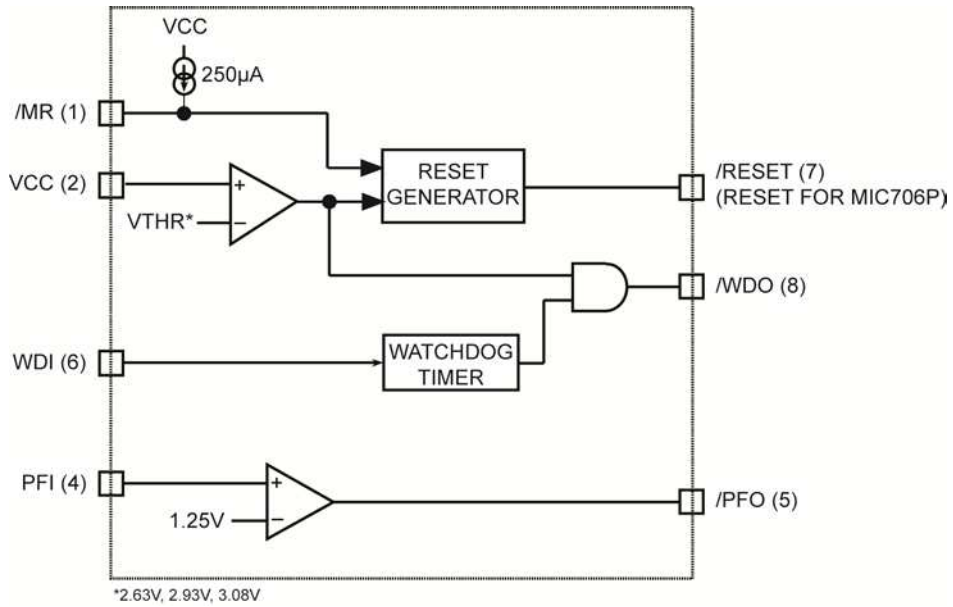 VCC
250µA
/MR (1)
VCC (2)
+
VTHR*
−
RESET
GENERATOR
/RESET (7)
(RESET FOR MIC706P)
/WDO (8)
WDI (6)
WATCHDOG
TIMER
PFI (4)
+
1.25V
−
/PFO (5)
*2.63V, 2.93V, 3.08V